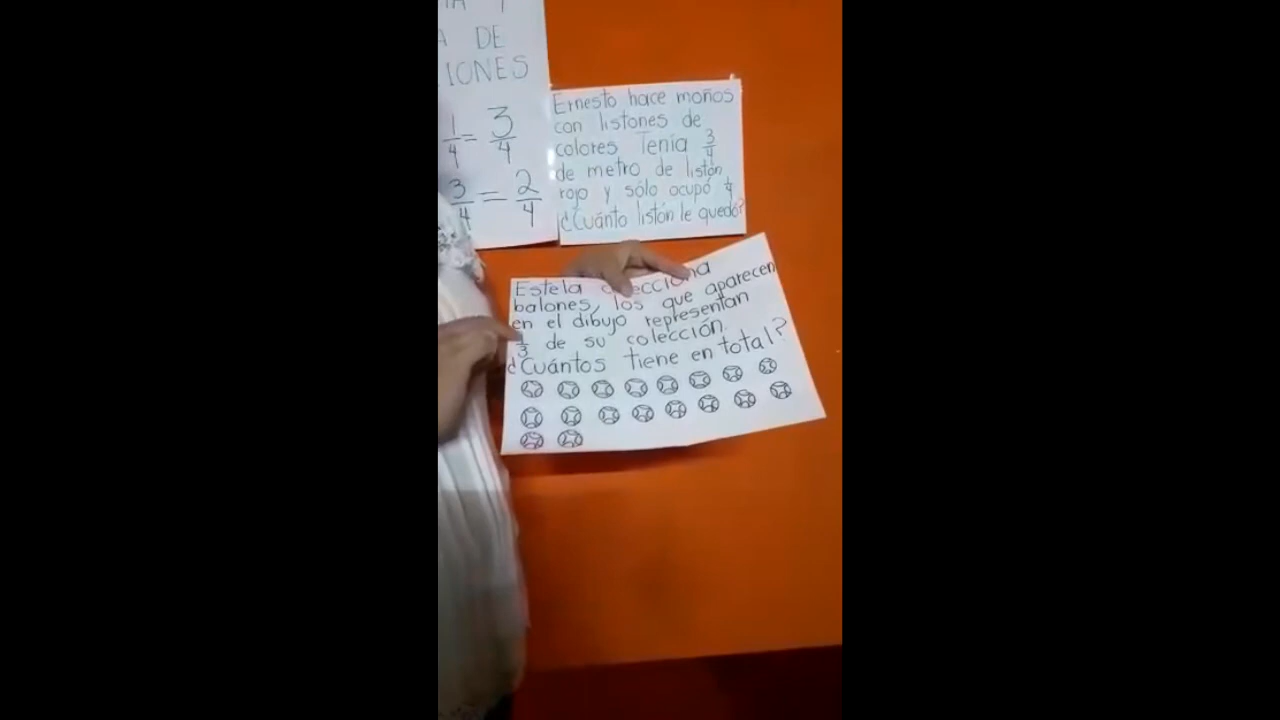 DE
IONES
1/4 = 3/4
3/4 = 2/4
Ernesto hace moños
con listones de
colores Tenía 3/4
de metro de listón
rojo y sólo ocupó 1/4
¿Cuánto listón le quedó?
Estela
balones, los que aparecen
en el dibujo representan
1/3 de su colección.
¿Cuántos tiene en total?